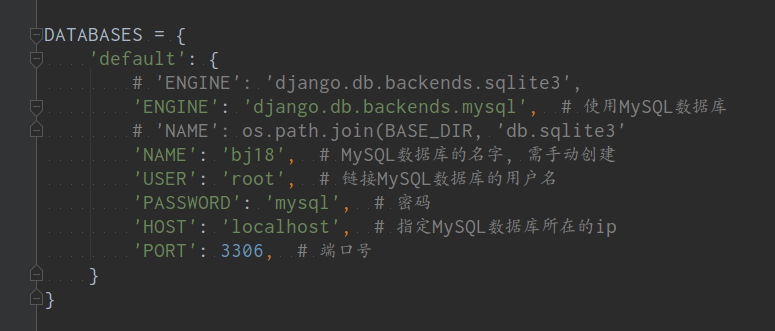 DATABASES = {
    'default': {
        # 'ENGINE': 'django.db.backends.sqlite3',
        'ENGINE': 'django.db.backends.mysql',  # 使用MySQL数据库
        # 'NAME': os.path.join(BASE_DIR, 'db.sqlite3'
        'NAME': 'bj18',  # MySQL数据库的名字, 需手动创建
        'USER': 'root',  # 链接MySQL数据库的用户名
        'PASSWORD': 'mysql',  # 密码
        'HOST': 'localhost',  # 指定MySQL数据库所在的ip
        'PORT': 3306,  # 端口号
    }
}